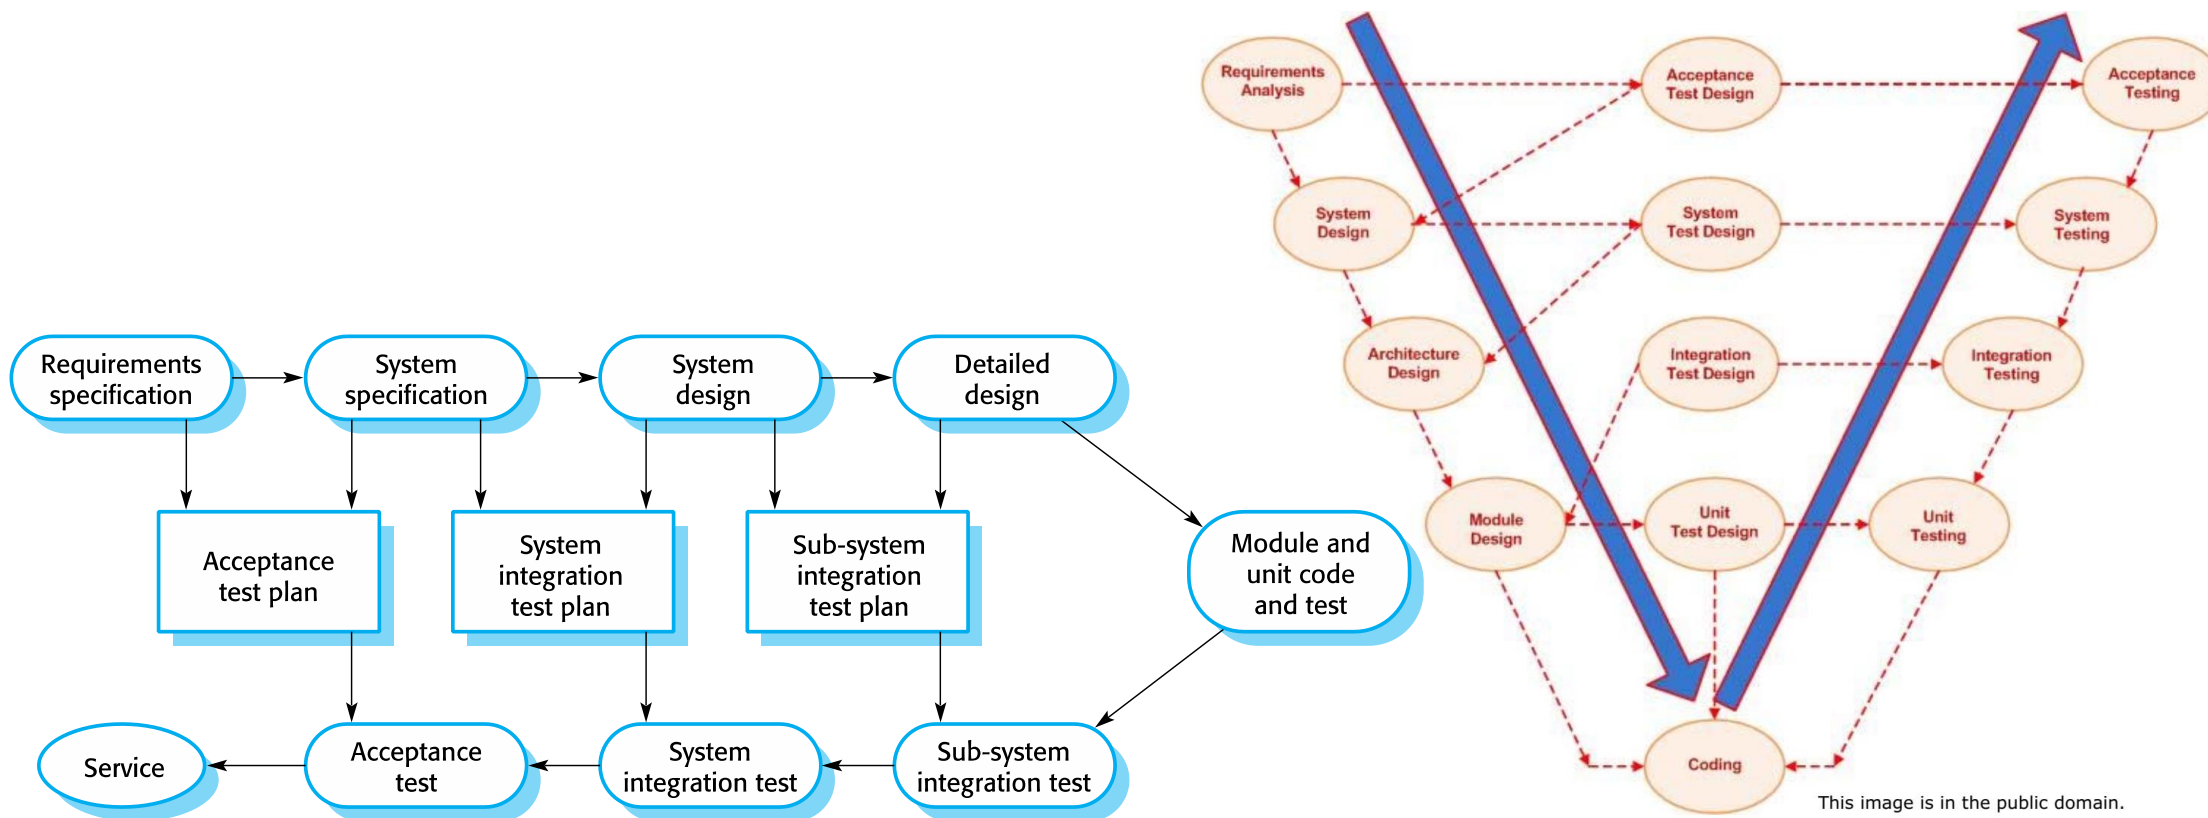 Requirements
specification
System
specification
System
design
Detailed
design
Acceptance
test plan
System
integration
test plan
Sub-system
integration
test plan
Module and
unit code
and test
Service
Acceptance
test
System
integration test
Sub-system
integration test
Requirements
Analysis
Acceptance
Test Design
Acceptance
Testing
System
Design
System
Test Design
System
Testing
Architecture
Design
Integration
Test Design
Integration
Testing
Module
Design
Unit
Test Design
Unit
Testing
Coding
This image is in the public domain.